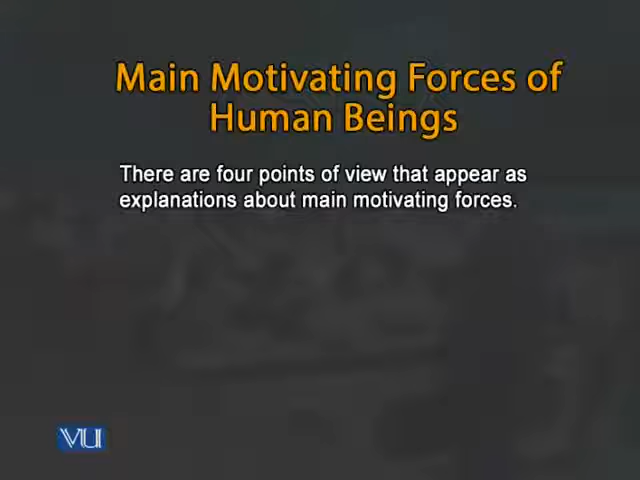 Main Motivating Forces of
Human Beings
There are four points of view that appear as
explanations about main motivating forces.
VU